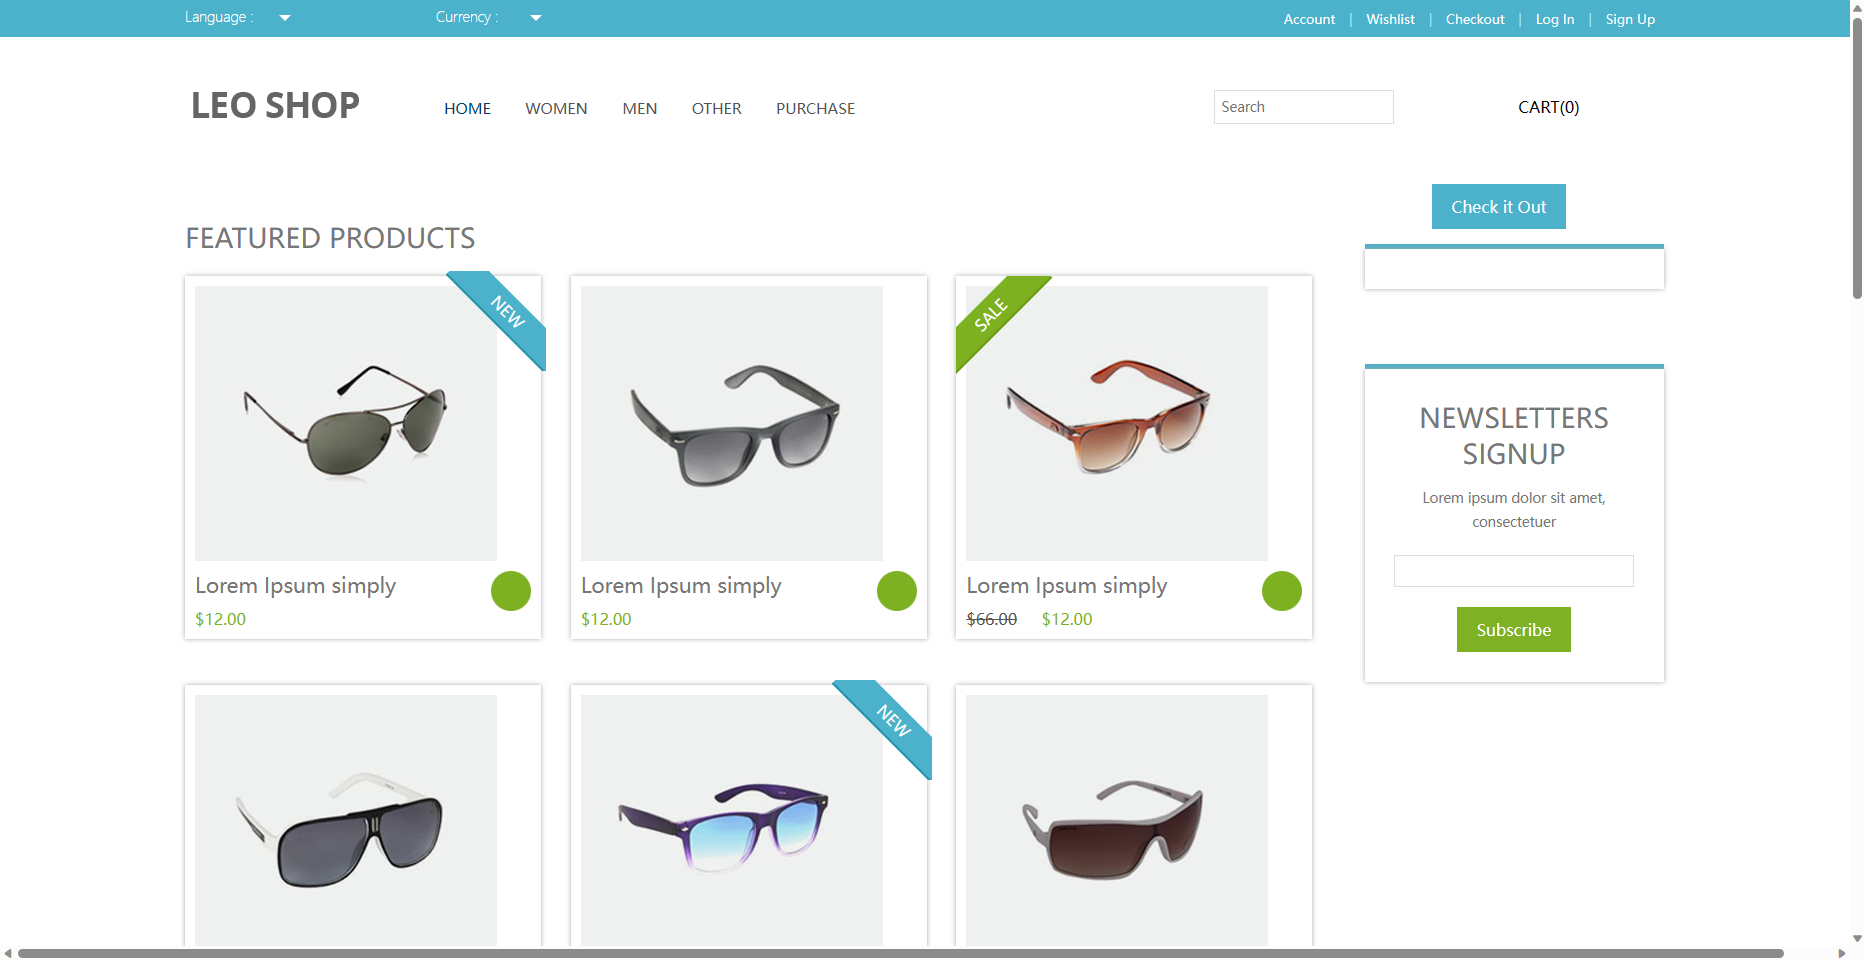 Language :
Currency :
Account | Wishlist | Checkout | Log In | Sign Up
LEO SHOP
HOME WOMEN MEN OTHER PURCHASE
Search
CART(0)
Check it Out
FEATURED PRODUCTS
NEW
SALE
Lorem Ipsum simply
$12.00
Lorem Ipsum simply
$12.00
Lorem Ipsum simply
$66.00 $12.00
NEWSLETTERS
SIGNUP
Lorem ipsum dolor sit amet,
consectetuer
Subscribe
NEW